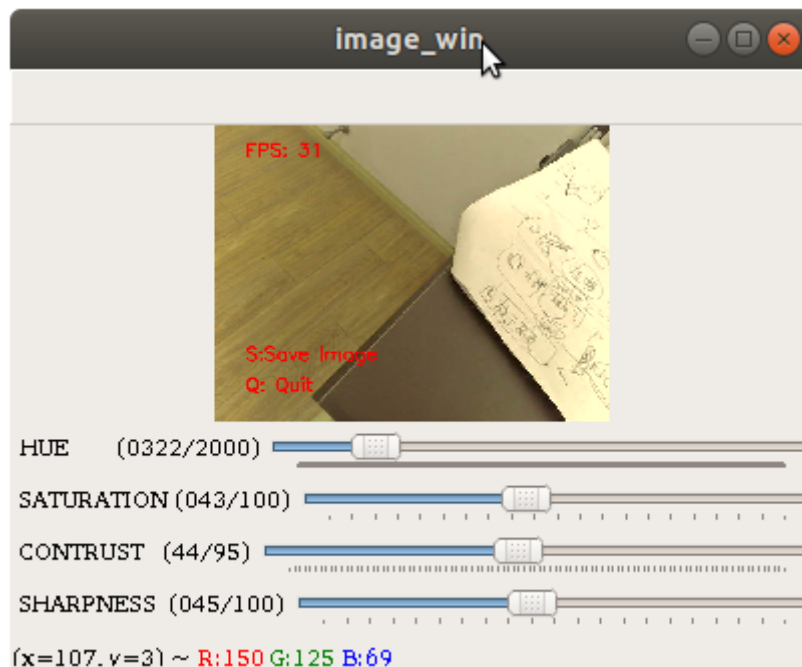 image_win
FPS: 31
S:Save Image
Q: Quit
HUE (0322/2000)
SATURATION (043/100)
CONTRUST (44/95)
SHARPNESS (045/100)
(x=107, y=3) ~ R:150 G:125 B:69